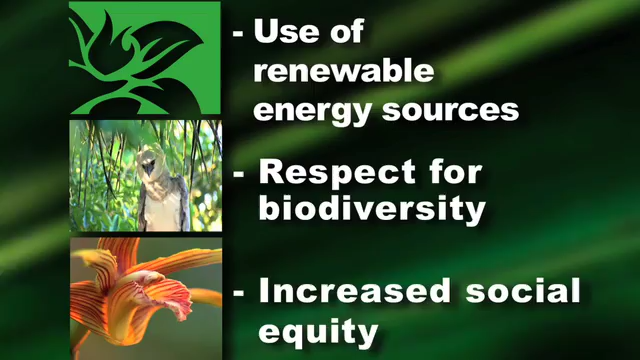 - Use of
renewable
energy sources
- Respect for
biodiversity
- Increased social
equity